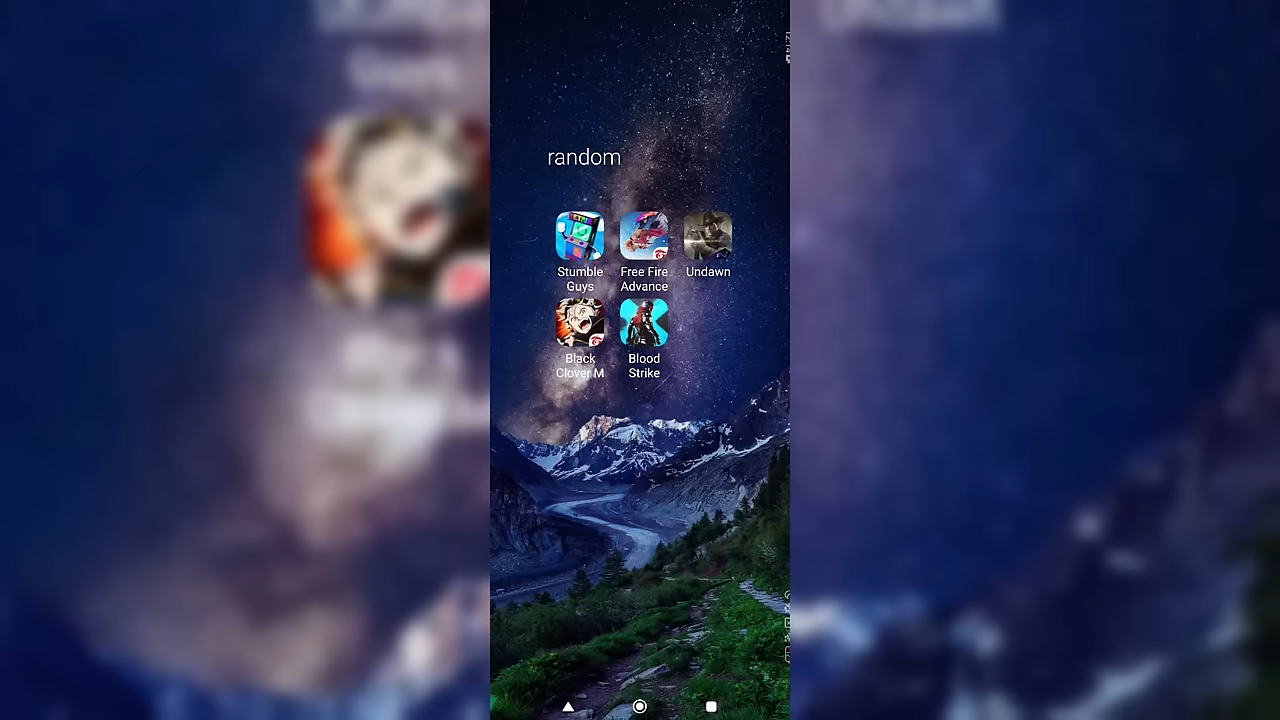 random
Stumble
Guys
Free Fire
Advance
Undawn
Black
Clover M
Blood
Strike